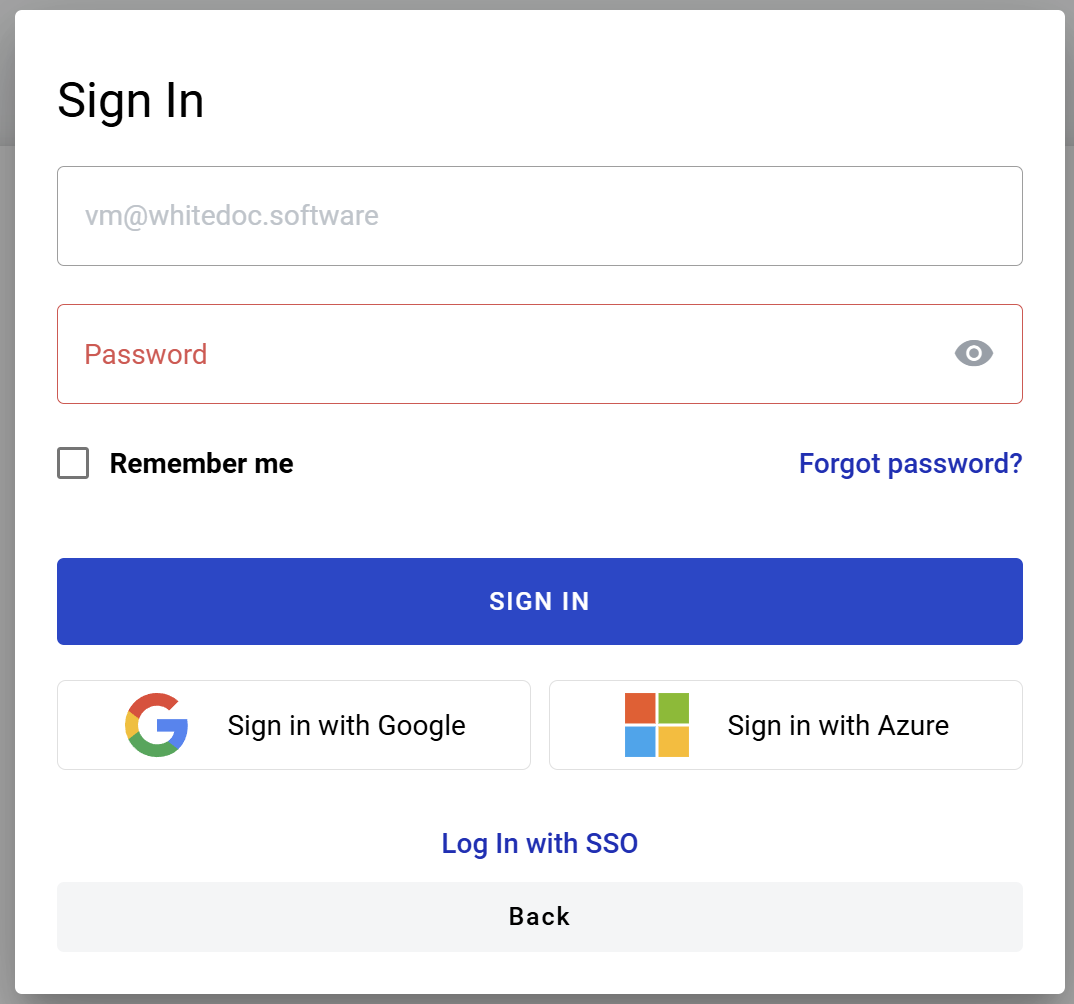 Sign In
vm@whitedoc.software
Password
Remember me
Forgot password?
SIGN IN
Sign in with Google
Sign in with Azure
Log In with SSO
Back